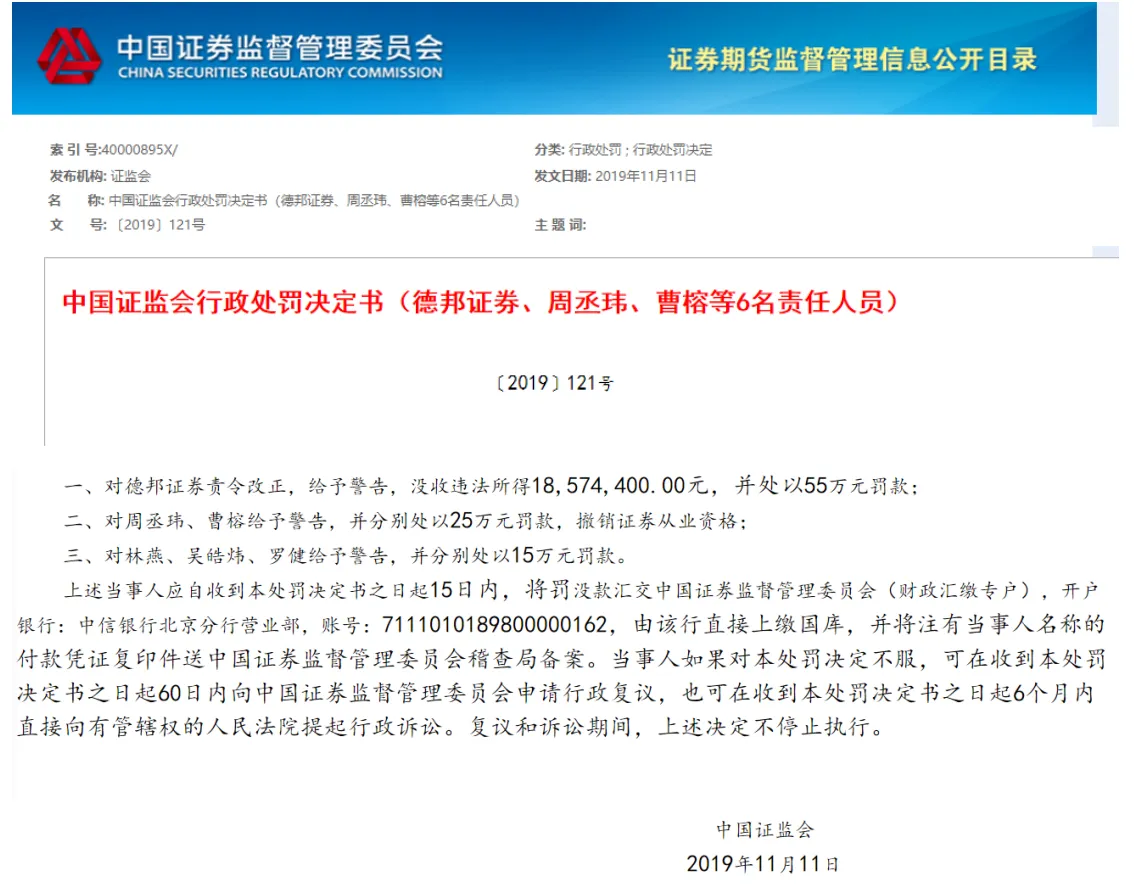 中国证券监督管理委员会
CHINA SECURITIES REGULATORY COMMISSION
证券期货监督管理信息公开目录
索 引 号:40000895X/
分类: 行政处罚 ; 行政处罚决定
发布机构: 证监会
发文日期: 2019年11月11日
名 称: 中国证监会行政处罚决定书（德邦证券、周丞玮、曹榕等6名责任人员）
文 号: 〔2019〕121号
主 题 词:
中国证监会行政处罚决定书（德邦证券、周丞玮、曹榕等6名责任人员）
〔2019〕121号
一、对德邦证券责令改正，给予警告，没收违法所得18,574,400.00元，并处以55万元罚款；
二、对周丞玮、曹榕给予警告，并分别处以25万元罚款，撤销证券从业资格；
三、对林燕、吴皓炜、罗健给予警告，并分别处以15万元罚款。
上述当事人应自收到本处罚决定书之日起15日内，将罚没款汇交中国证券监督管理委员会（财政汇缴专户），开户
银行：中信银行北京分行营业部，账号：7111010189800000162，由该行直接上缴国库，并将注有当事人名称的
付款凭证复印件送中国证券监督管理委员会稽查局备案。当事人如果对本处罚决定不服，可在收到本处罚
决定书之日起60日内向中国证券监督管理委员会申请行政复议，也可在收到本处罚决定书之日起6个月内
直接向有管辖权的人民法院提起行政诉讼。复议和诉讼期间，上述决定不停止执行。
中国证监会
2019年11月11日